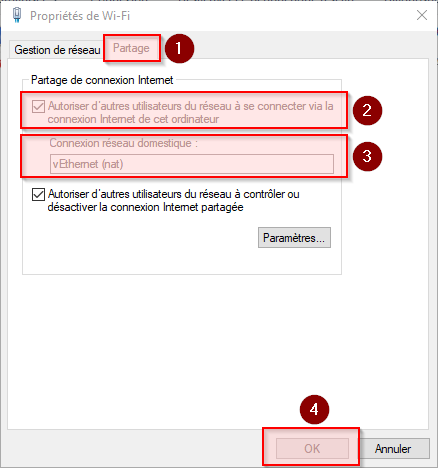 Propriétés de Wi-Fi
Gestion de réseau Partage 1
Partage de connexion Internet
Autoriser d'autres utilisateurs du réseau à se connecter via la
connexion Internet de cet ordinateur
2
Connexion réseau domestique :
3
vEthernet (nat)
Autoriser d'autres utilisateurs du réseau à contrôler ou
désactiver la connexion Internet partagée
Paramètres...
4
OK Annuler